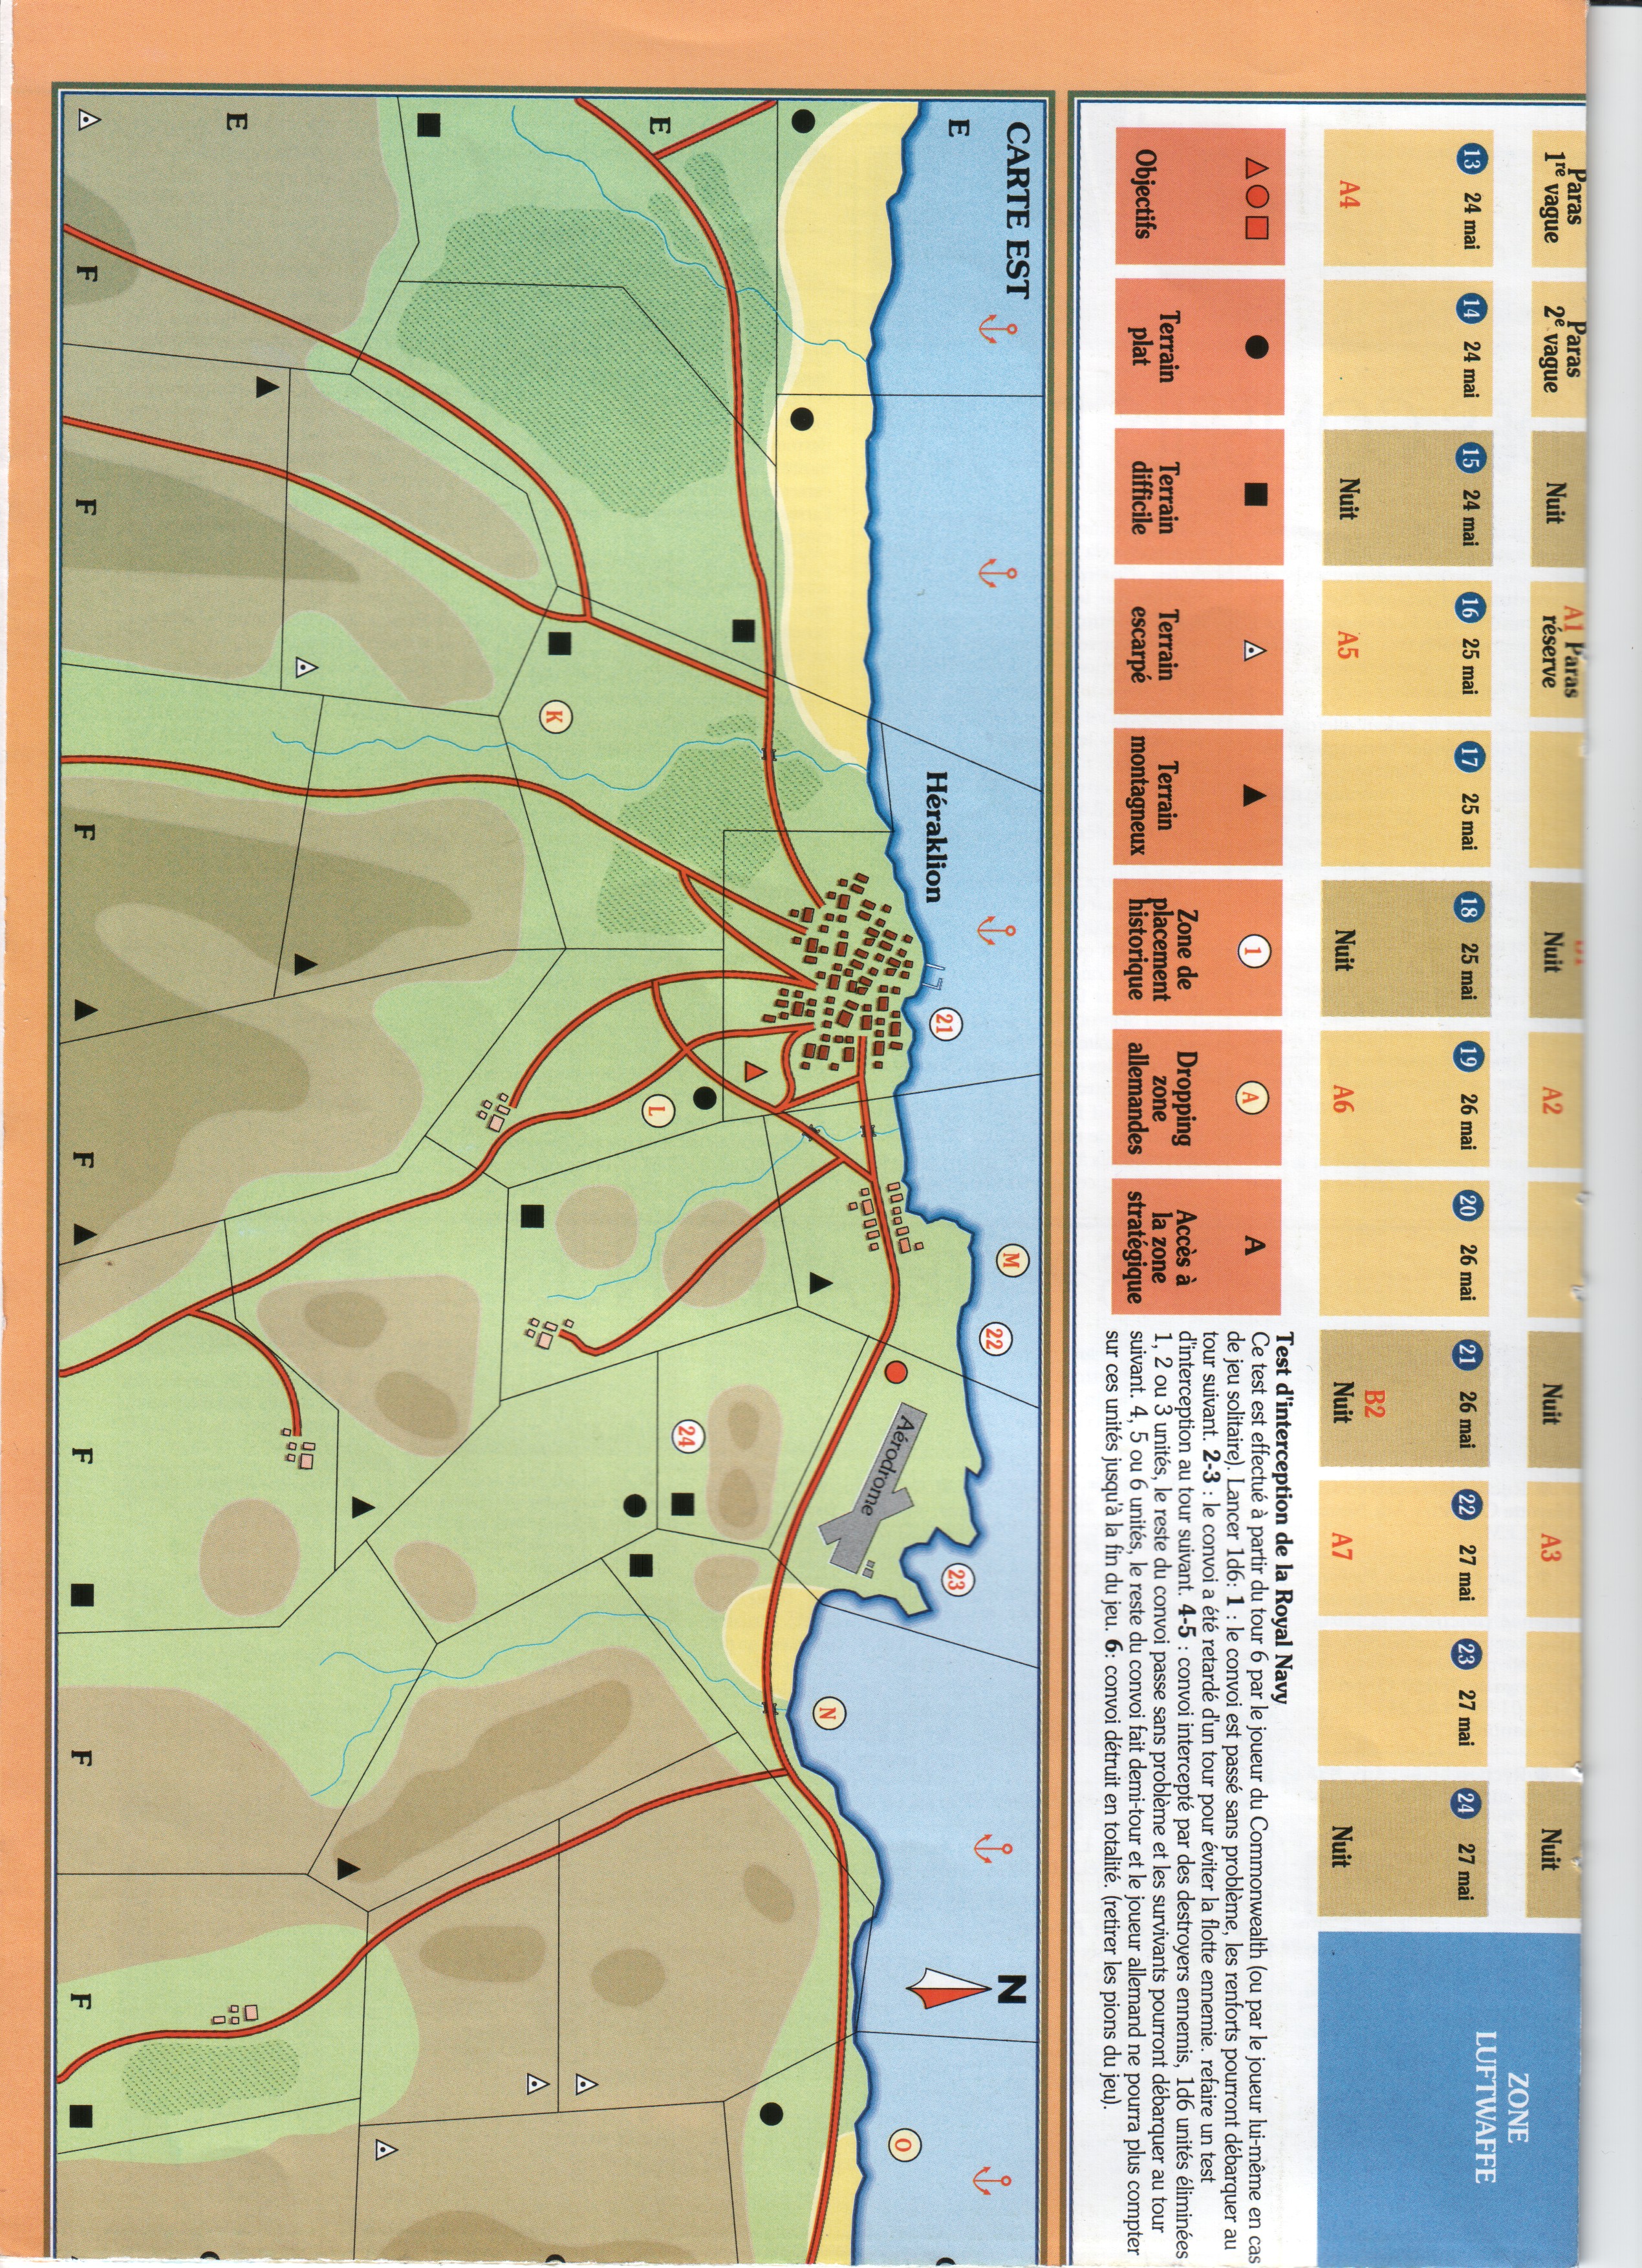 Paras
1re vague
Paras
2e vague
Nuit
A1 Paras
réserve
Nuit
A2
Nuit
A3
Nuit
13 24 mai
A4
14 24 mai
15 24 mai
Nuit
16 25 mai
A5
17 25 mai
18 25 mai
Nuit
19 26 mai
A6
20 26 mai
21 26 mai
B2
Nuit
22 27 mai
A7
23 27 mai
24 27 mai
Nuit
ZONE
LUFTWAFFE
Objectifs
Terrain
plat
Terrain
difficile
Terrain
escarpé
Terrain
montagneux
1
Zone de
placement
historique
A
Dropping
zone
allemandes
A
Accès à
la zone
stratégique
Test d'interception de la Royal Navy
Ce test est effectué à partir du tour 6 par le joueur du Commonwealth (ou par le joueur lui-même en cas
de jeu solitaire). Lancer 1d6: 1 : le convoi est passé sans problème, les renforts pourront débarquer au
tour suivant. 2-3 : le convoi a été retardé d'un tour pour éviter la flotte ennemie. refaire un test
d'interception au tour suivant. 4-5 : convoi intercepté par des destroyers ennemis, 1d6 unités éliminées
1, 2 ou 3 unités, le reste du convoi passe sans problème et les survivants pourront débarquer au tour
suivant. 4, 5 ou 6 unités, le reste du convoi fait demi-tour et le joueur allemand ne pourra plus compter
sur ces unités jusqu'à la fin du jeu. 6: convoi détruit en totalité. (retirer les pions du jeu).
CARTE EST
E
E
E
Héraklion
21
M
22
23
N
N
O
Aérodrome
24
K
L
F
F
F
F
F
F
F